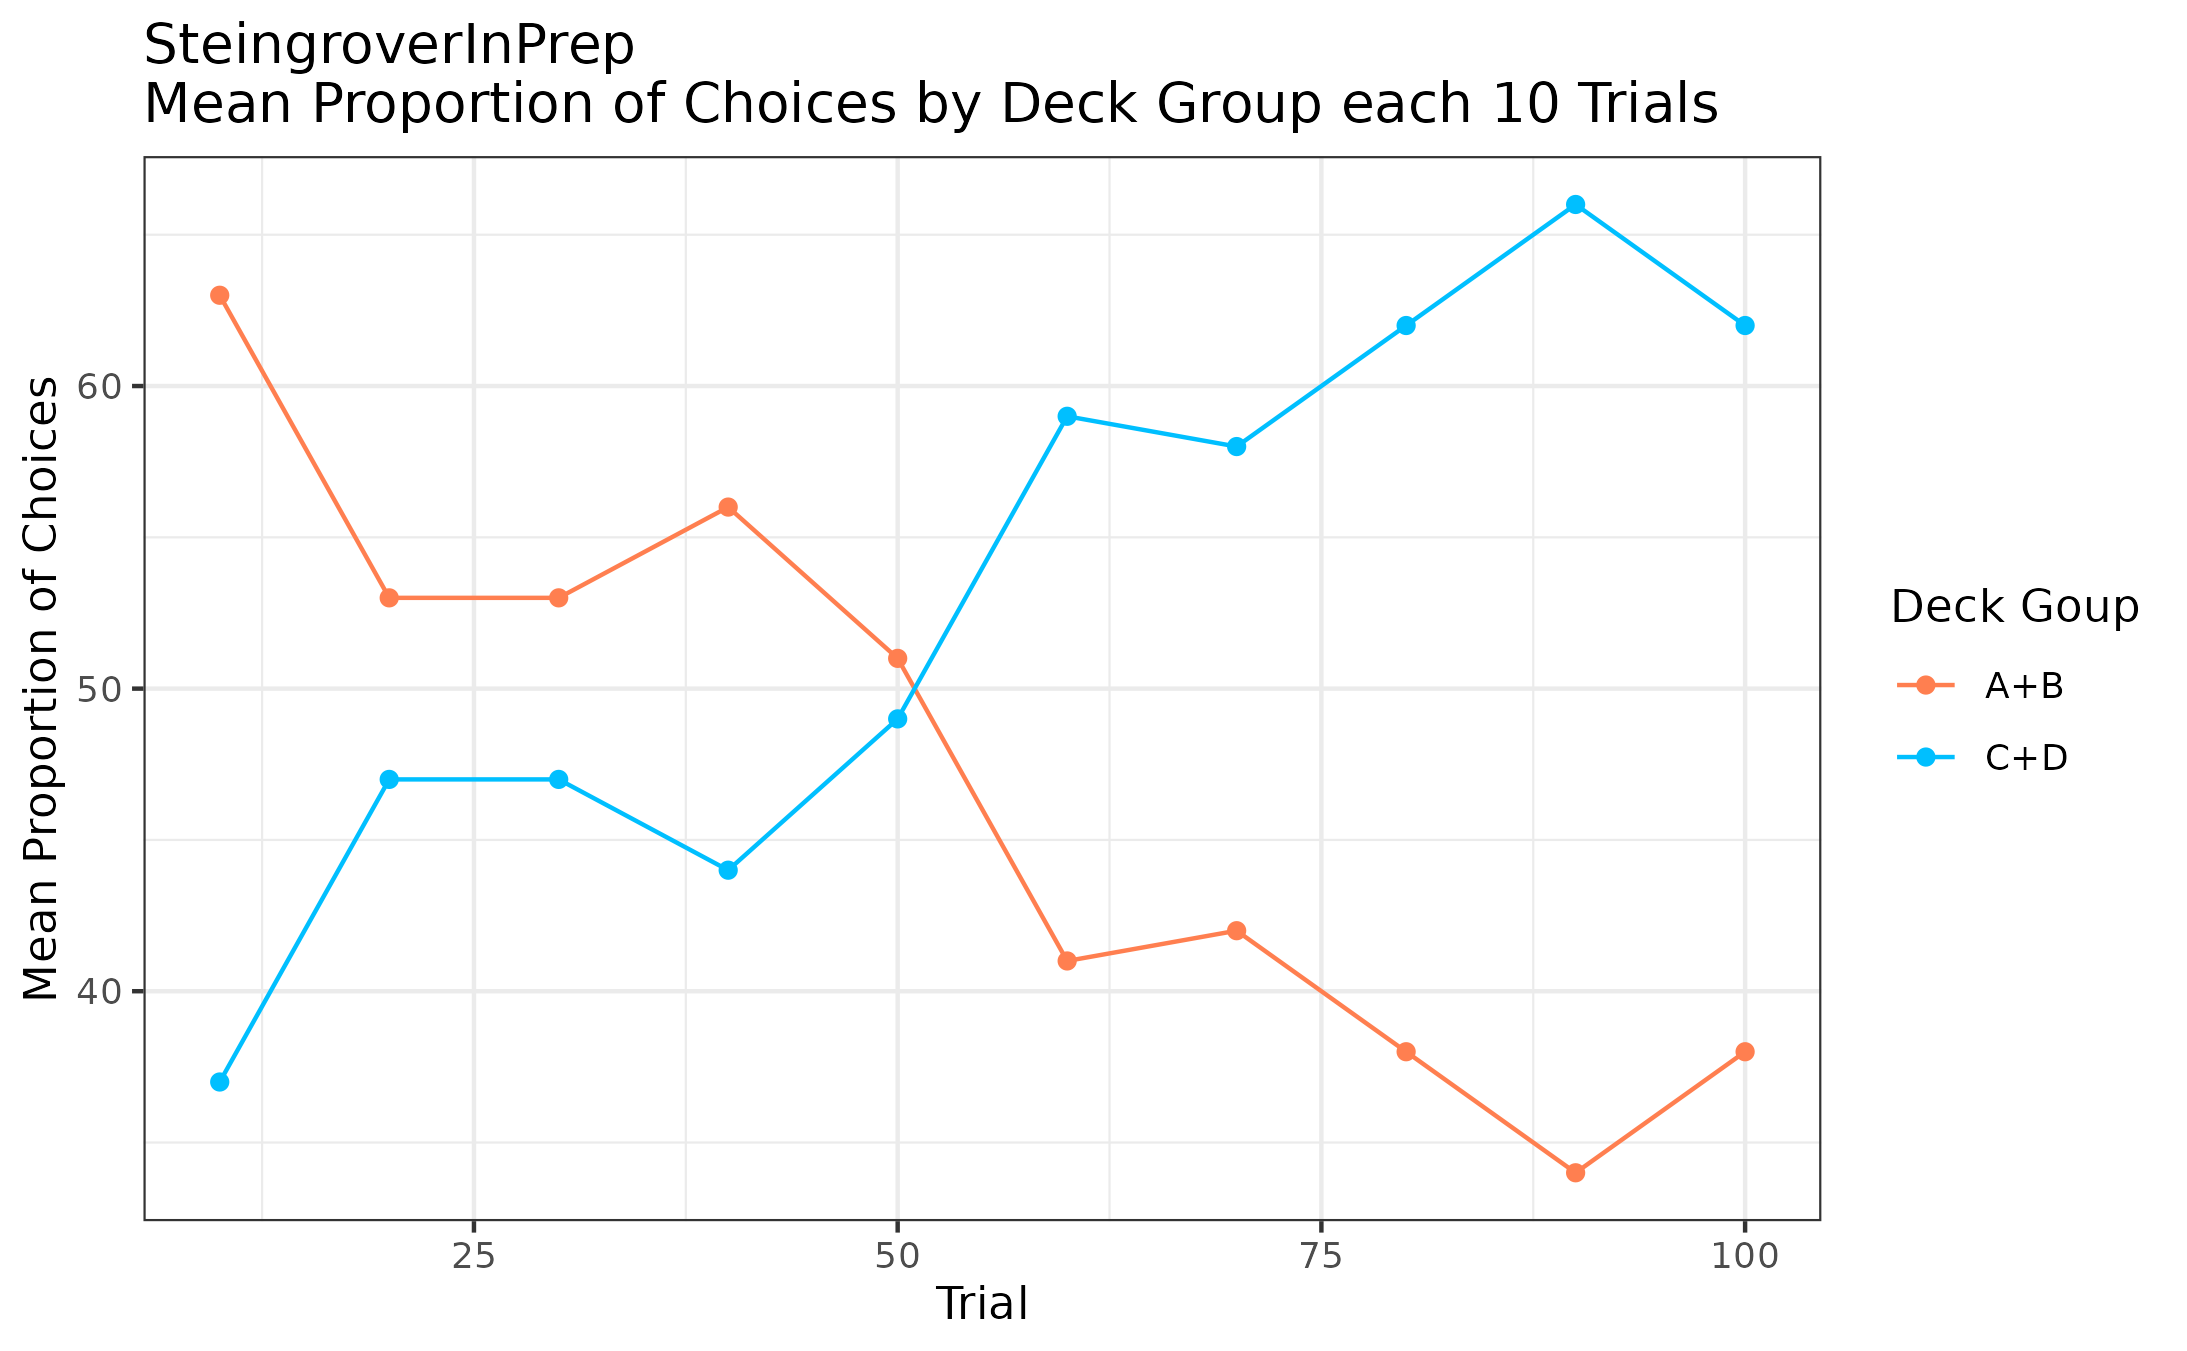 SteingroverInPrep
Mean Proportion of Choices by Deck Group each 10 Trials
Mean Proportion of Choices
60
50
40
25
50
75
100
Trial
Deck Goup
A+B
C+D